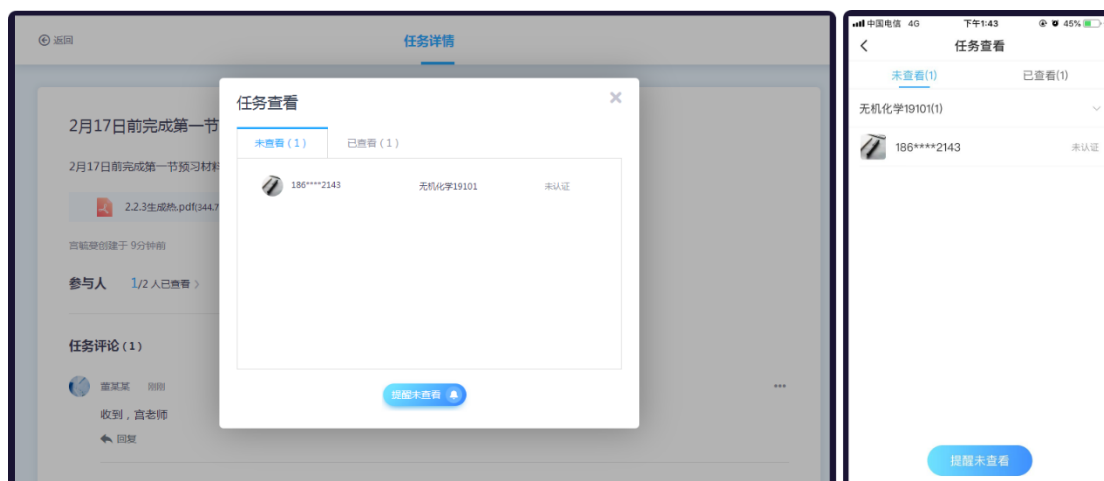 返回
任务详情
2月17日前完成第一节
2月17日前完成第一节预习材料
2.2.3生成热.pdf(344.7
创建于 9分钟前
参与人 1/2 人已查看
任务评论(1)
董某某 刚刚
收到,宫老师
回复
任务查看
未查看(1) 已查看(1)
186****2143 无机化学19101 未认证
提醒未查看
中国电信 4G 下午1:43 45%
任务查看
未查看(1) 已查看(1)
无机化学19101(1)
186****2143 未认证
提醒未查看